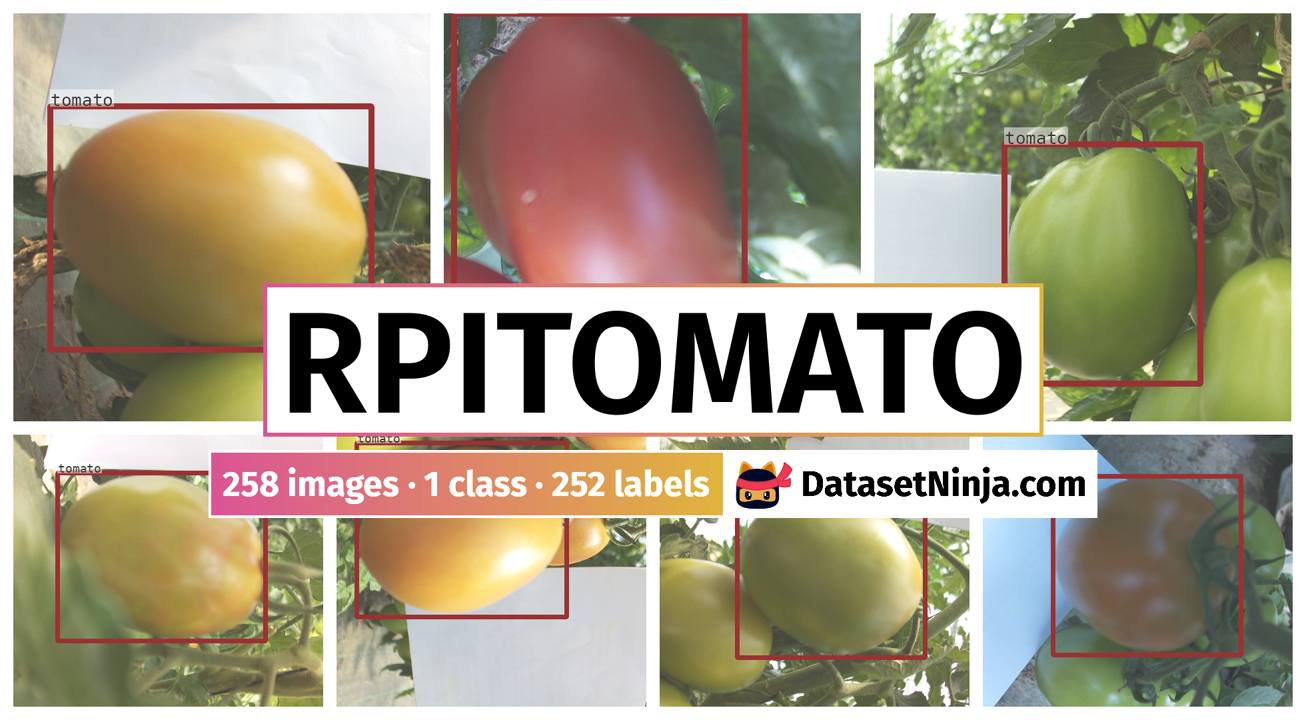 tomato
tomato
RPITOMATO
tomato
tomato
258 images · 1 class · 252 labels
DatasetNinja.com